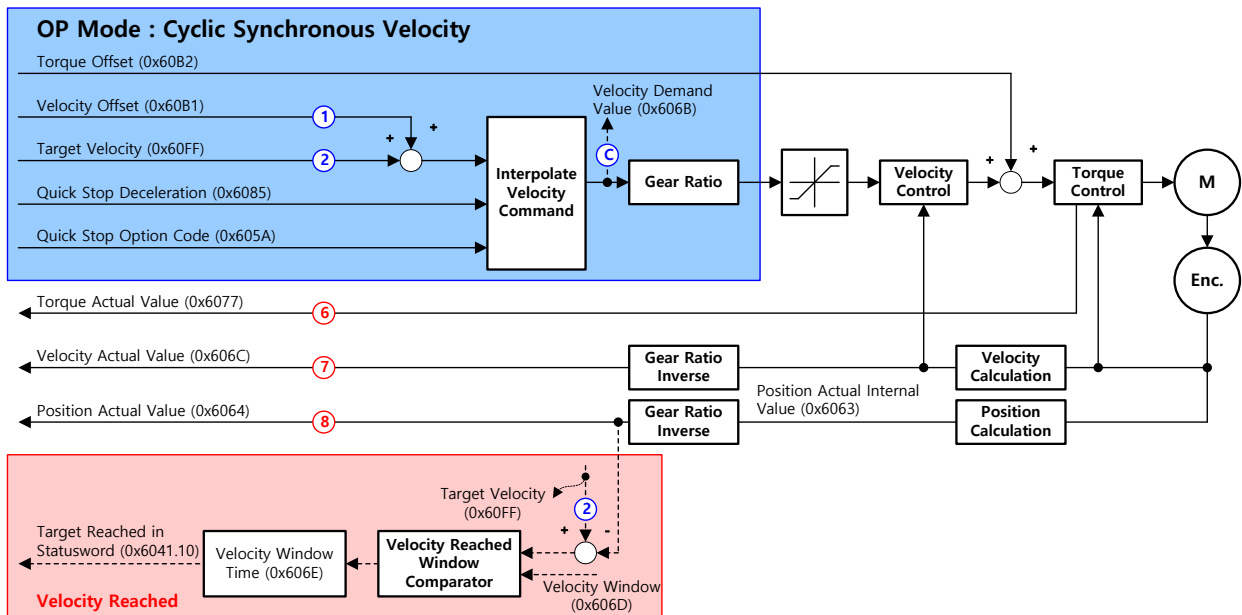 OP Mode : Cyclic Synchronous Velocity
Torque Offset (0x60B2)
Velocity Demand
Value (0x606B)
Velocity Offset (0x60B1)
1
+
+
Target Velocity (0x60FF)
2
C
Interpolate
Velocity
Command
Gear Ratio
Velocity
Control
+
+
Torque
Control
M
Quick Stop Deceleration (0x6085)
Quick Stop Option Code (0x605A)
Enc.
Torque Actual Value (0x6077)
6
Velocity Actual Value (0x606C)
7
Gear Ratio
Inverse
Velocity
Calculation
Position Actual Internal
Value (0x6063)
Position Actual Value (0x6064)
8
Gear Ratio
Inverse
Position
Calculation
Target Velocity
(0x60FF)
2
+
-
Target Reached in
Statusword (0x6041.10)
Velocity Window
Time (0x606E)
Velocity Reached
Window
Comparator
Velocity Window
(0x606D)
Velocity Reached